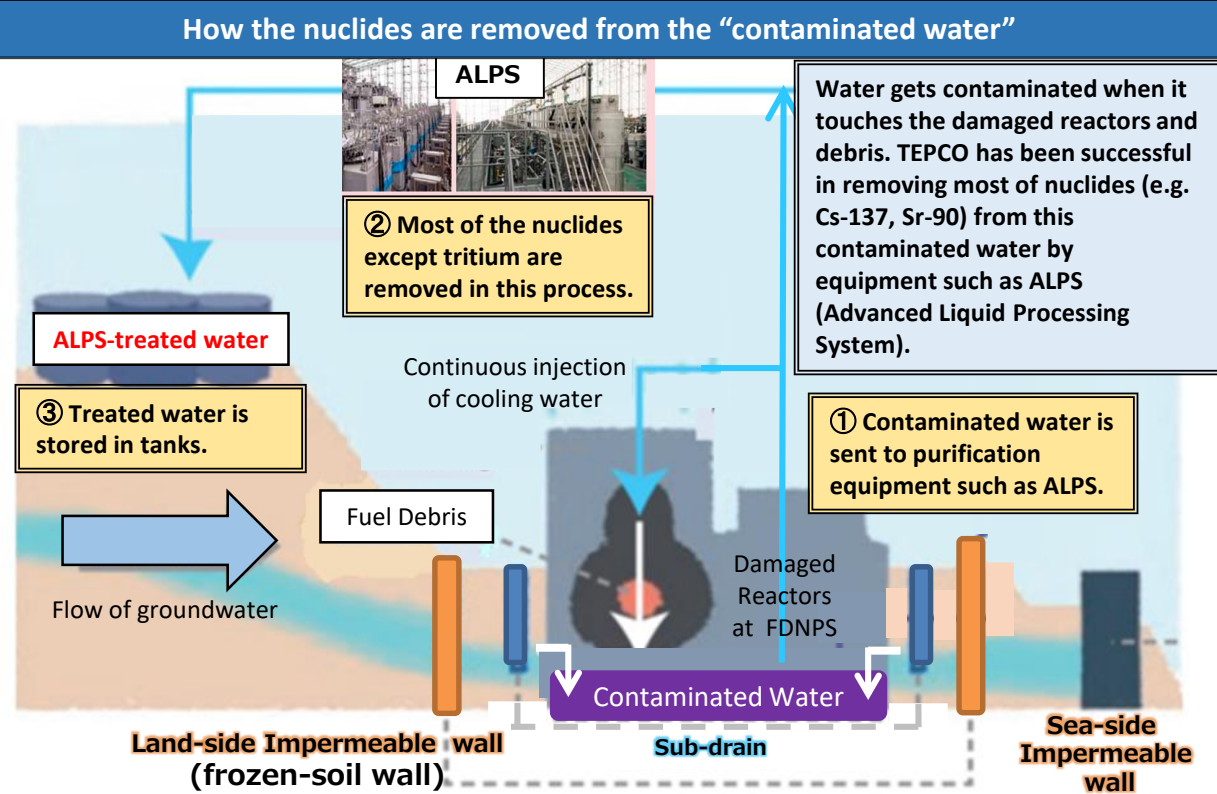 How the nuclides are removed from the “contaminated water”
ALPS
Water gets contaminated when it
touches the damaged reactors and
debris. TEPCO has been successful
in removing most of nuclides (e.g.
Cs-137, Sr-90) from this
contaminated water by
equipment such as ALPS
(Advanced Liquid Processing
System).
② Most of the nuclides
except tritium are
removed in this process.
ALPS-treated water
③ Treated water is
stored in tanks.
Continuous injection
of cooling water
① Contaminated water is
sent to purification
equipment such as ALPS.
Fuel Debris
Flow of groundwater
Damaged
Reactors
at FDNPS
Contaminated Water
Land-side Impermeable wall
(frozen-soil wall)
Sub-drain
Sea-side
Impermeable
wall